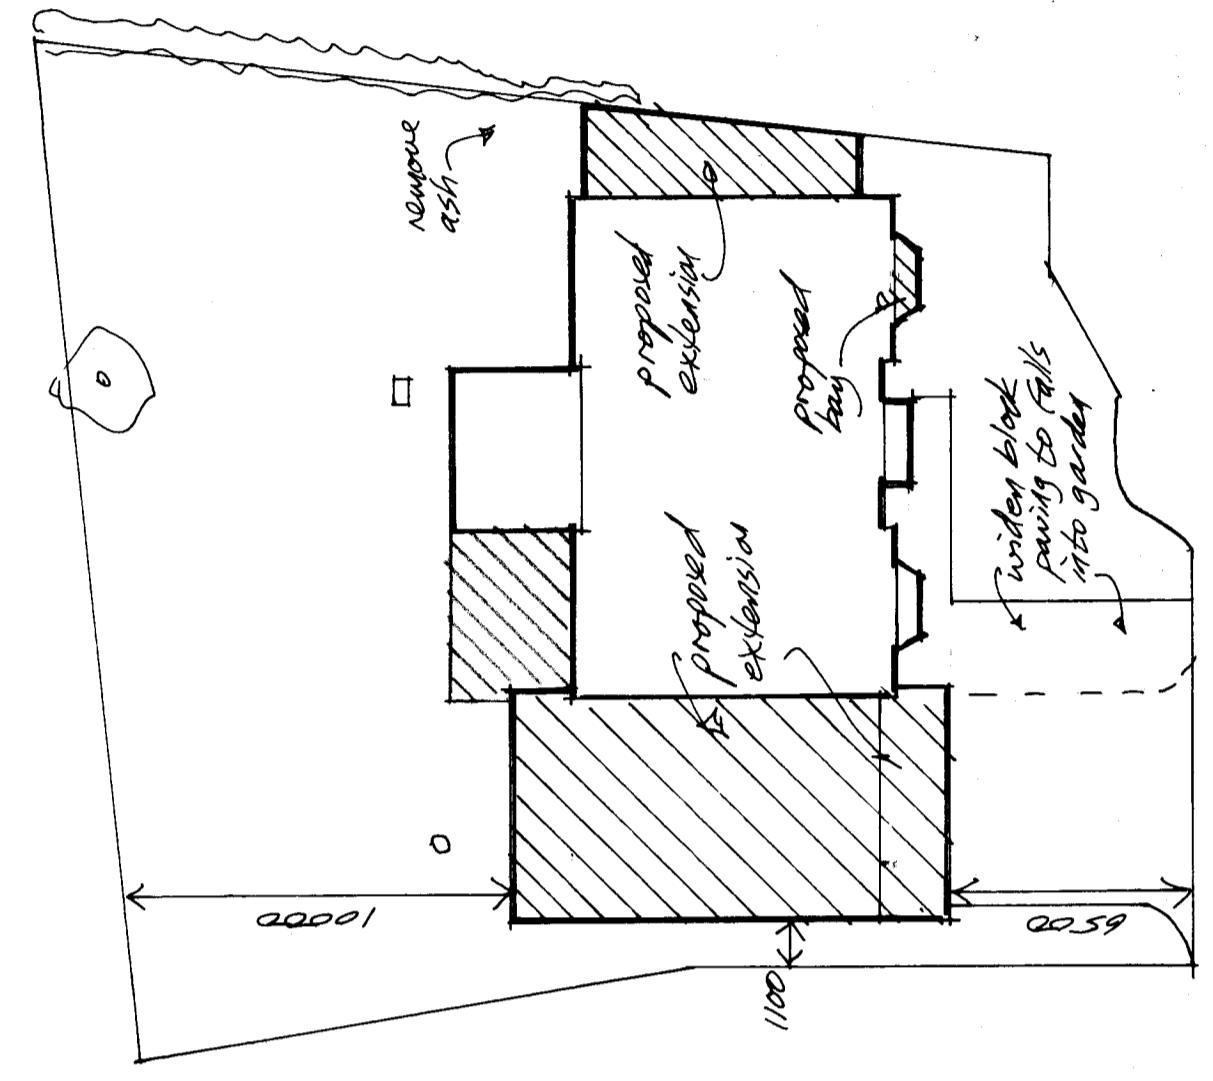 remove
ash
proposed
extension
proposed
bay
widen block
paving to falls
into garden
proposed
extension
10000
1100
6500